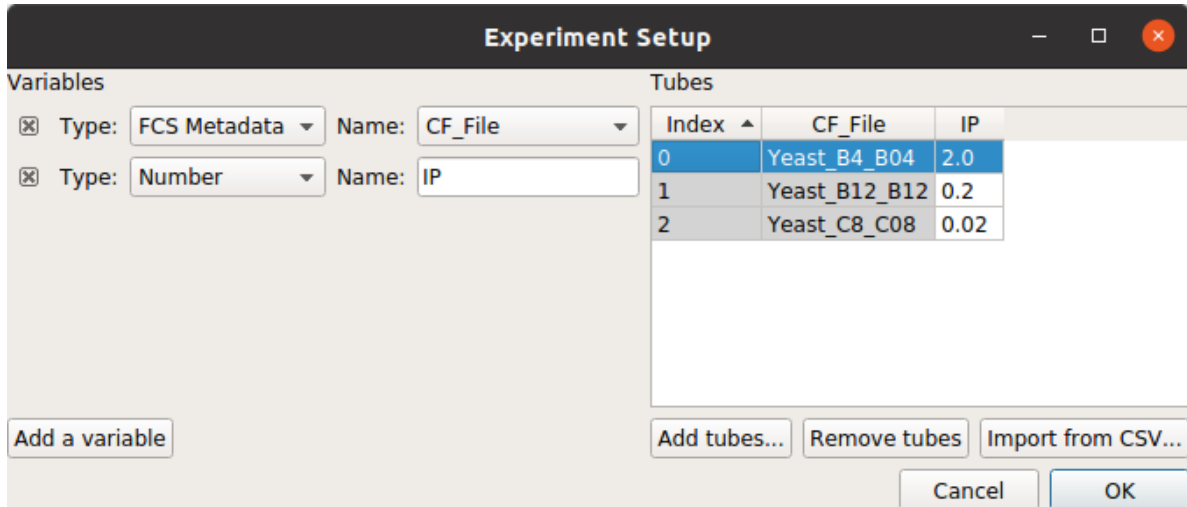 Experiment Setup
Variables
Type: FCS Metadata Name: CF_File
Type: Number Name: IP
Add a variable
Tubes
Index CF_File IP
0 Yeast_B4_B04 2.0
1 Yeast_B12_B12 0.2
2 Yeast_C8_C08 0.02
Add tubes... Remove tubes Import from CSV...
Cancel OK